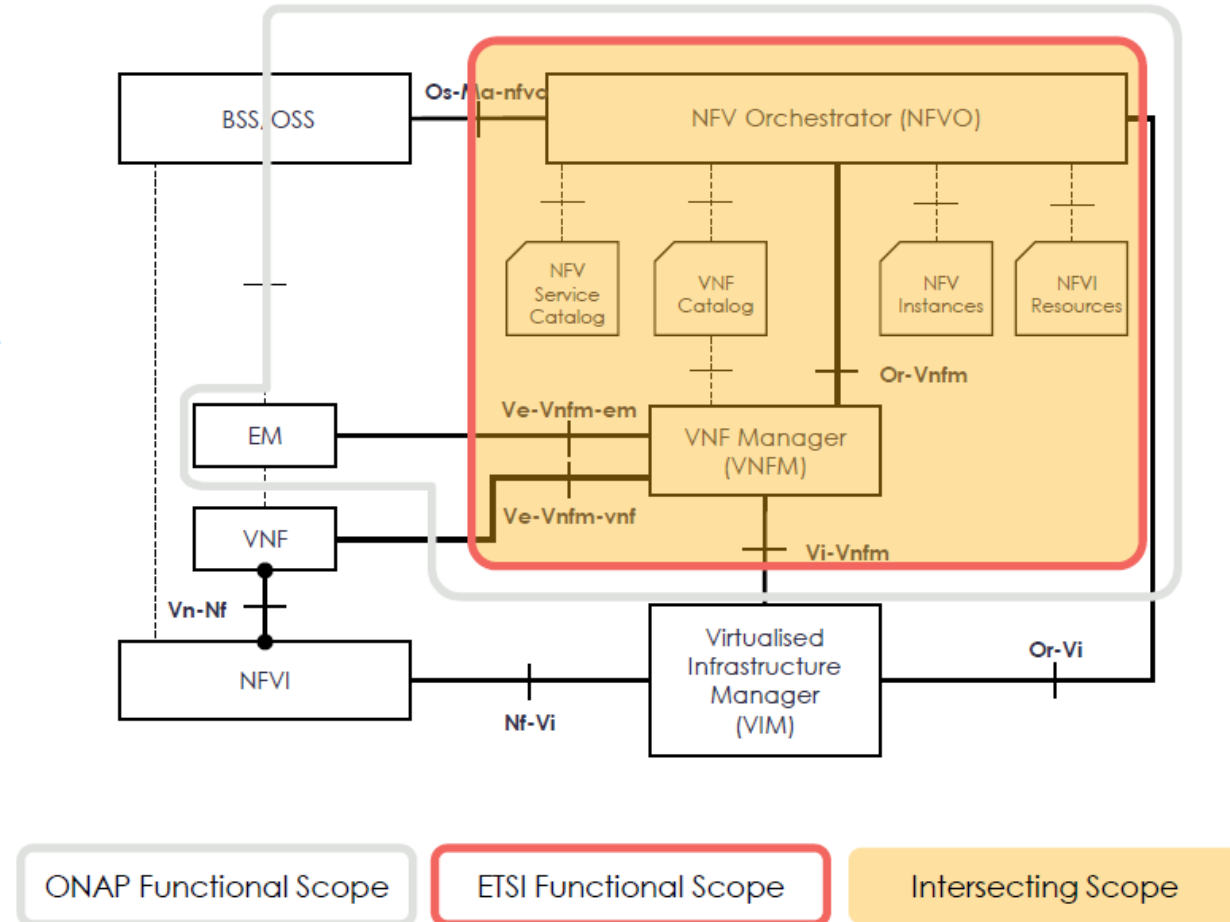 Os-Ma-nfvo
BSS/OSS
NFV Orchestrator (NFVO)
NFV
Service
Catalog
VNF
Catalog
NFV
Instances
NFVI
Resources
Or-Vnfm
Ve-Vnfm-em
EM
VNF Manager
(VNFM)
Ve-Vnfm-vnf
VNF
Vi-Vnfm
Vn-Nf
Virtualised
Infrastructure
Manager
(VIM)
Or-Vi
NFVI
Nf-Vi
ONAP Functional Scope
ETSI Functional Scope
Intersecting Scope